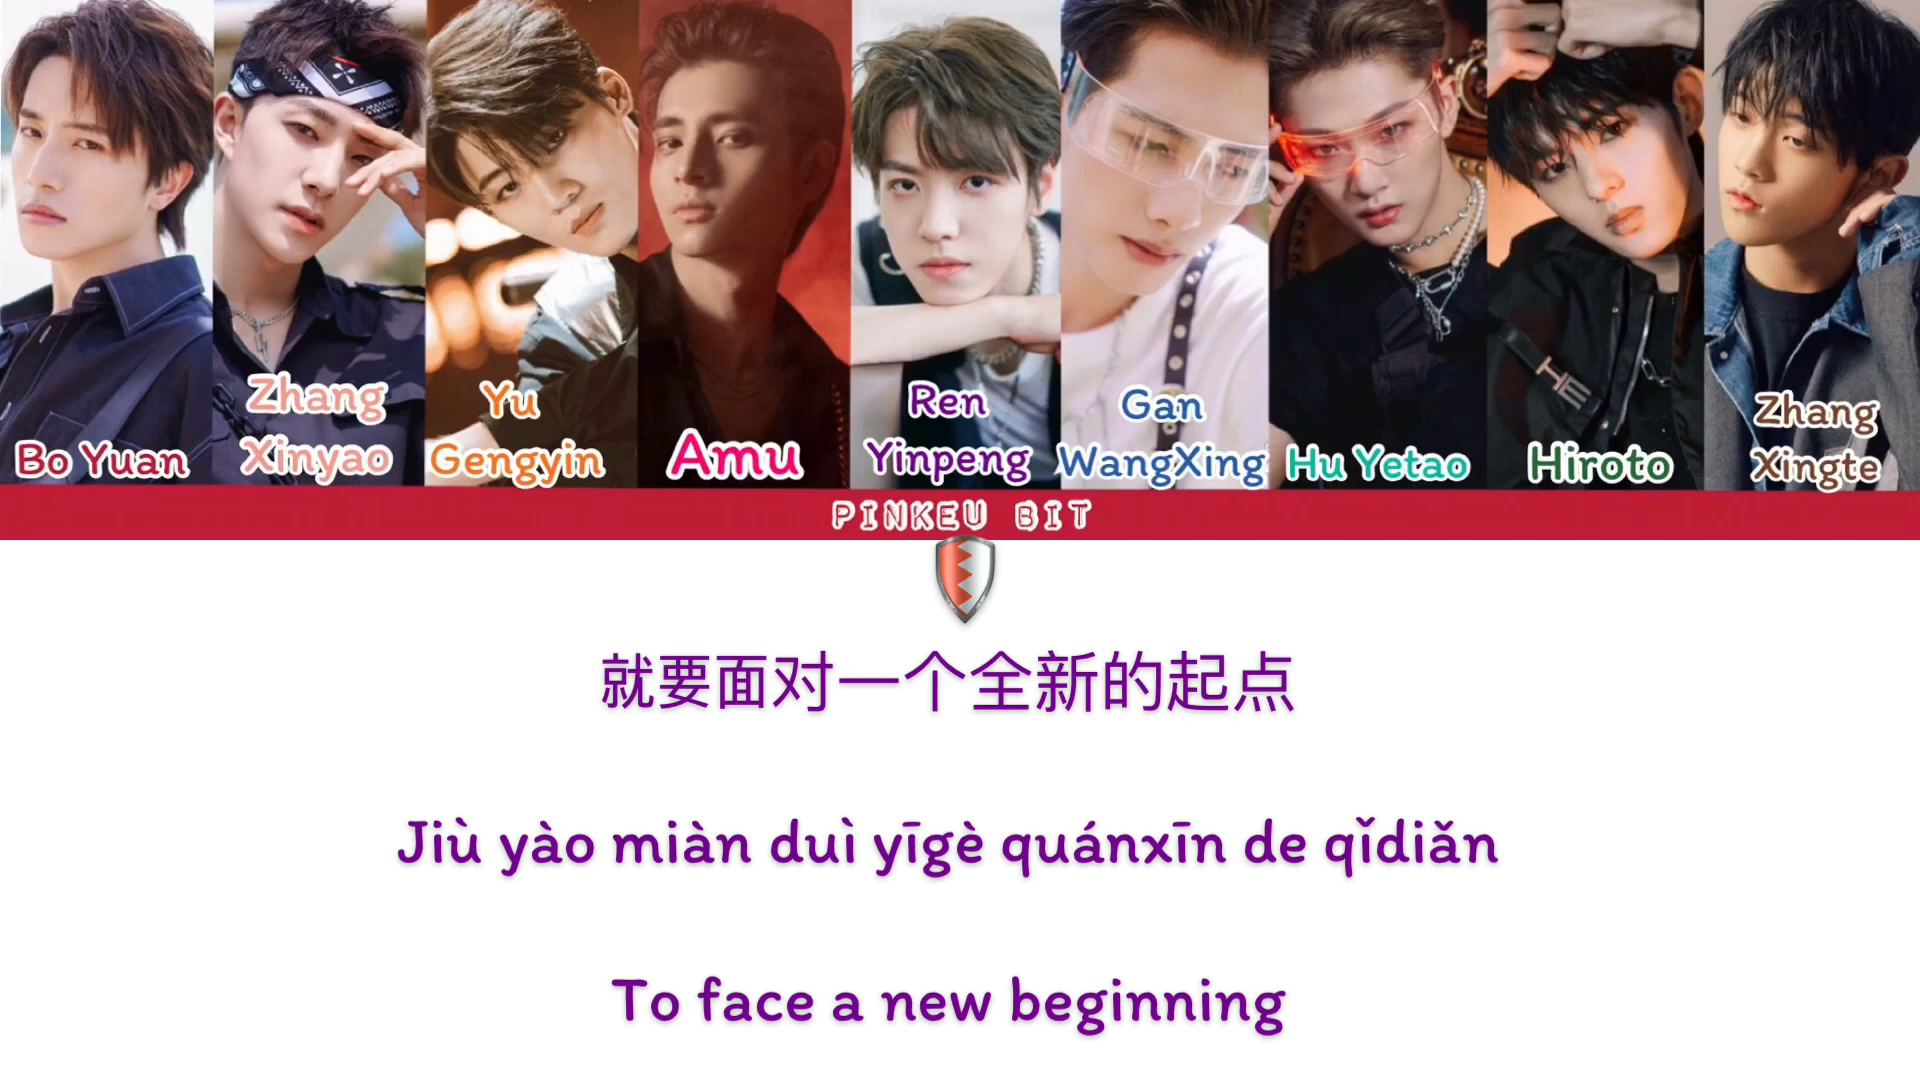 Bo Yuan
Zhang
Xinyao
Yu
Gengyin
Amu
Ren
Yinpeng
Gan
WangXing
Hu Yetao
Hiroto
Zhang
Xingte
PINKEU BIT
就要面对一个全新的起点
Jiù yào miàn duì yīgè quánxīn de qǐdiǎn
To face a new beginning